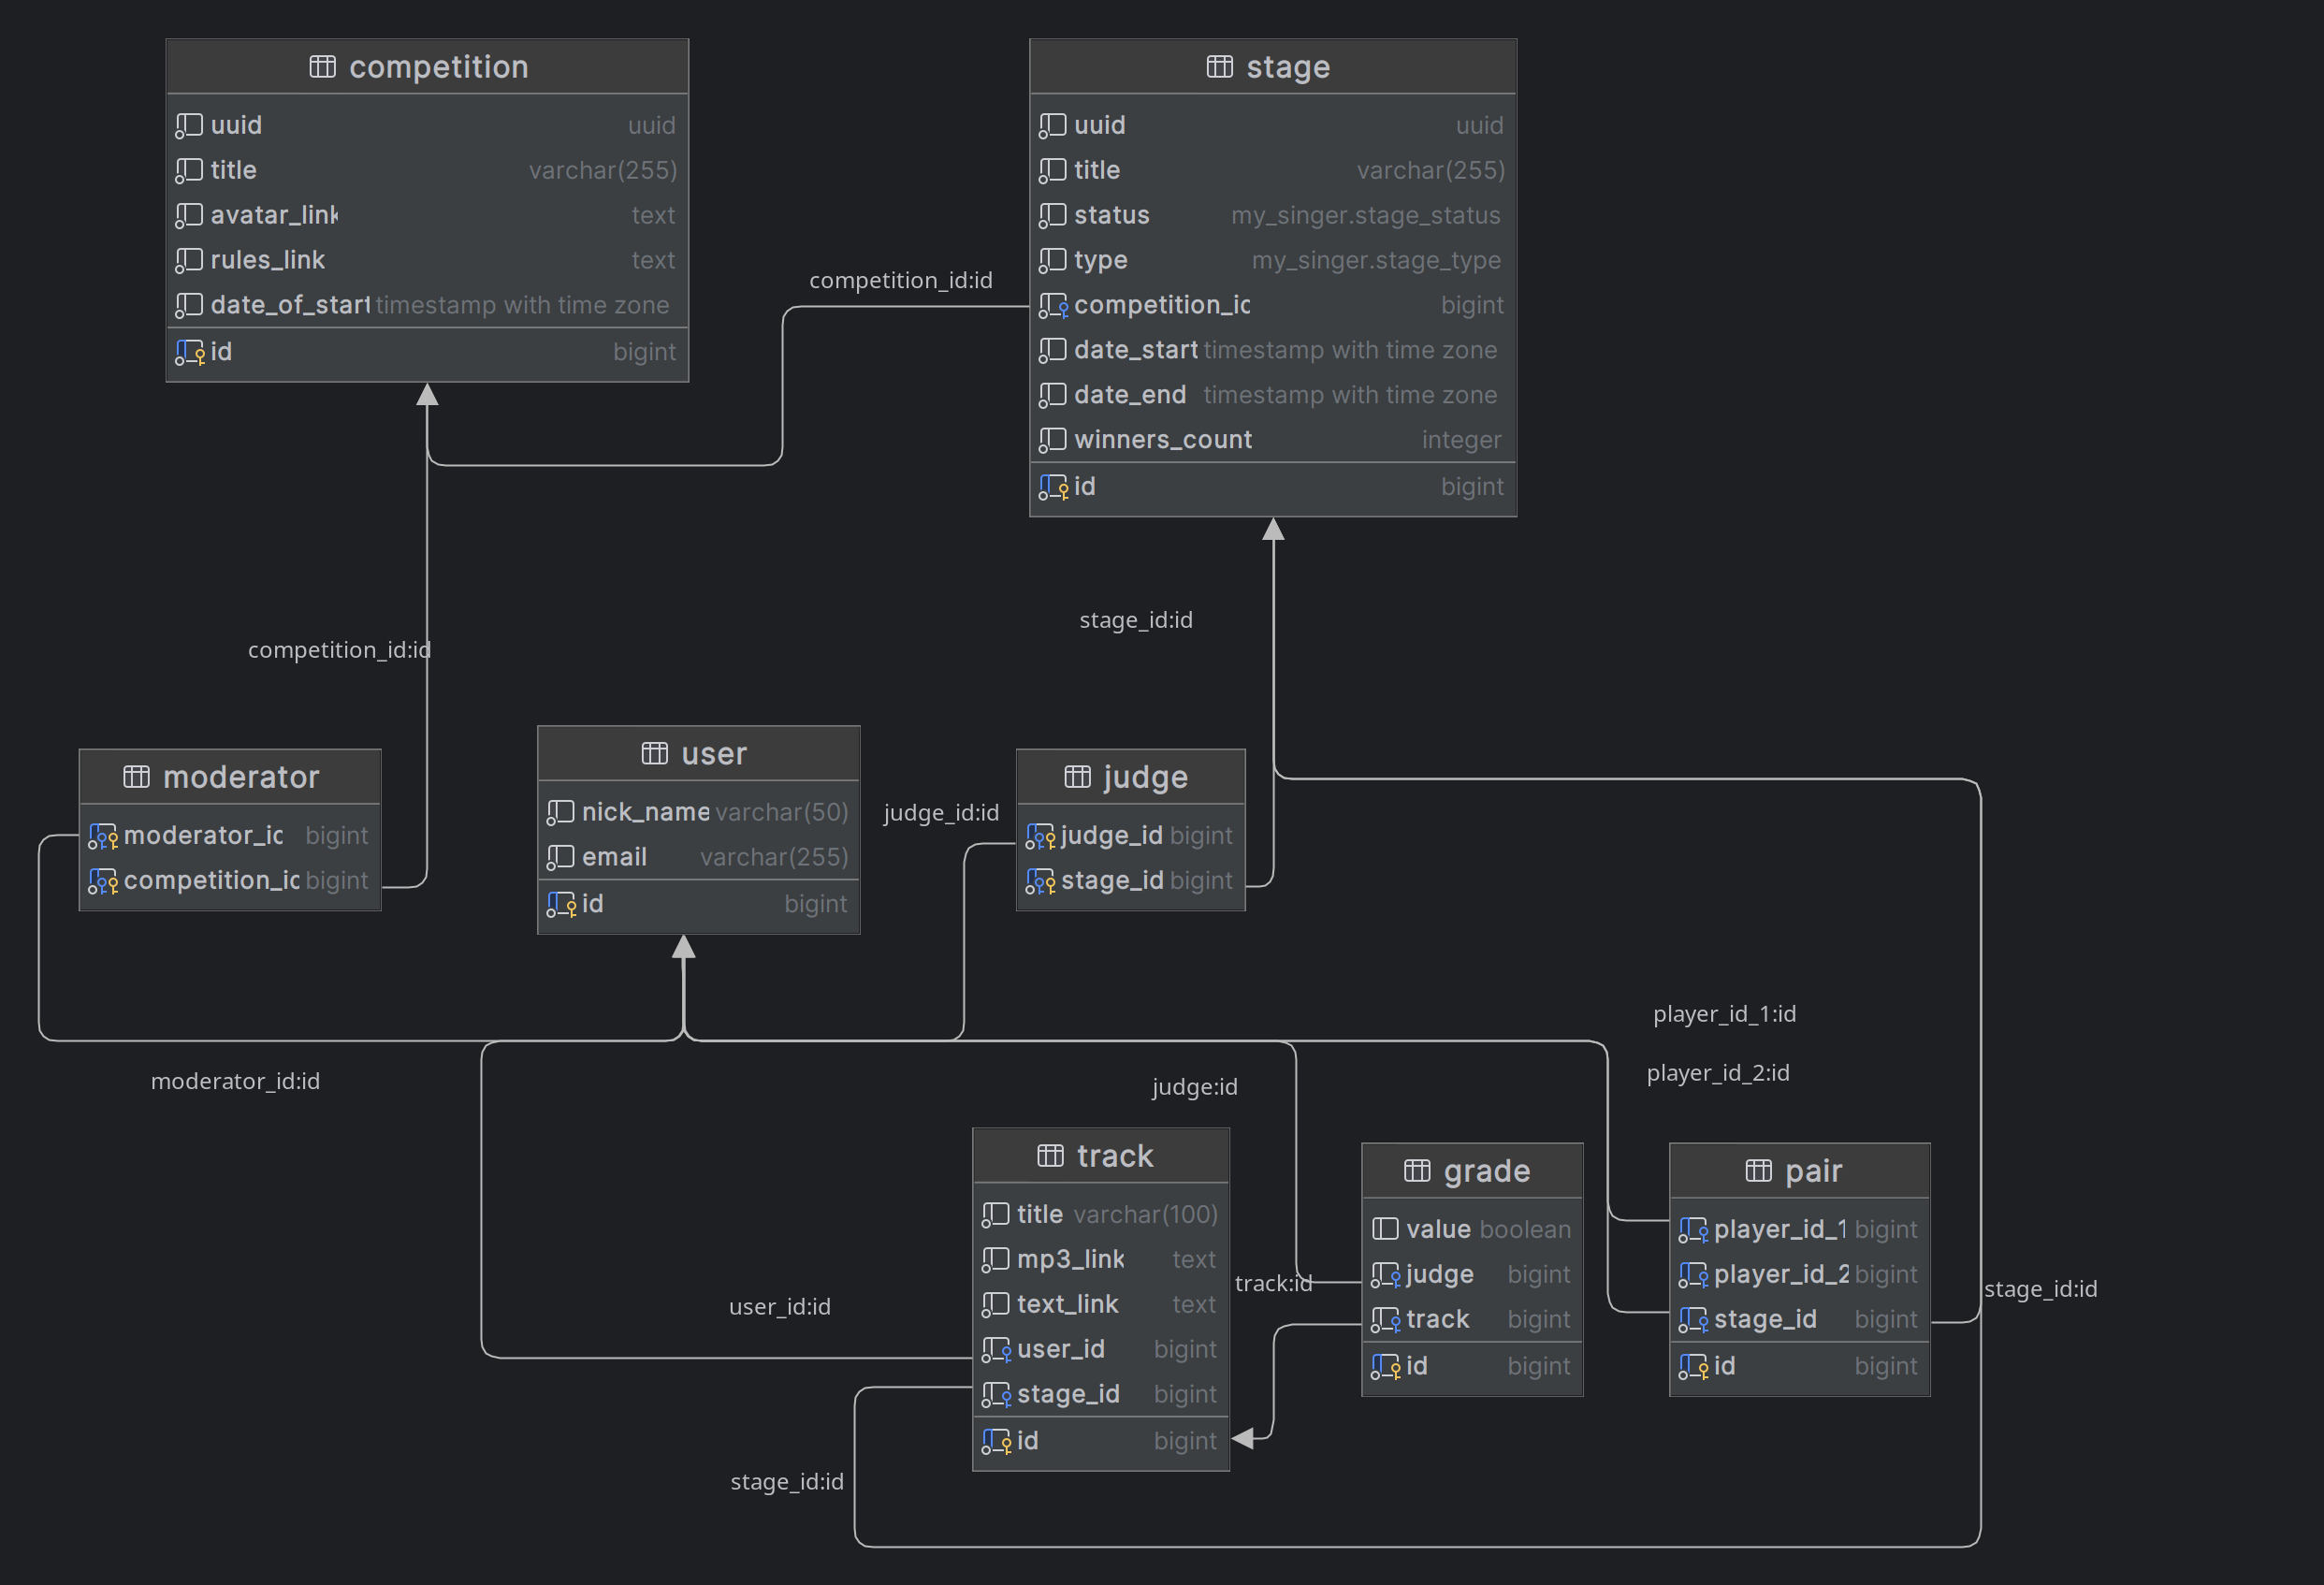 competition
uuid uuid
title varchar(255)
avatar_link text
rules_link text
date_of_start timestamp with time zone
id bigint
stage
uuid uuid
title varchar(255)
status my_singer.stage_status
type my_singer.stage_type
competition_id bigint
date_start timestamp with time zone
date_end timestamp with time zone
winners_count integer
id bigint
competition_id:id
stage_id:id
competition_id:id
moderator
moderator_id bigint
competition_id bigint
user
nick_name varchar(50)
email varchar(255)
id bigint
judge_id:id
judge
judge_id bigint
stage_id bigint
player_id_1:id
player_id_2:id
moderator_id:id
judge:id
track
title varchar(100)
mp3_link text
text_link text
user_id bigint
stage_id bigint
id bigint
grade
value boolean
judge bigint
track bigint
id bigint
pair
player_id_1 bigint
player_id_2 bigint
stage_id bigint
id bigint
track:id
stage_id:id
user_id:id
stage_id:id